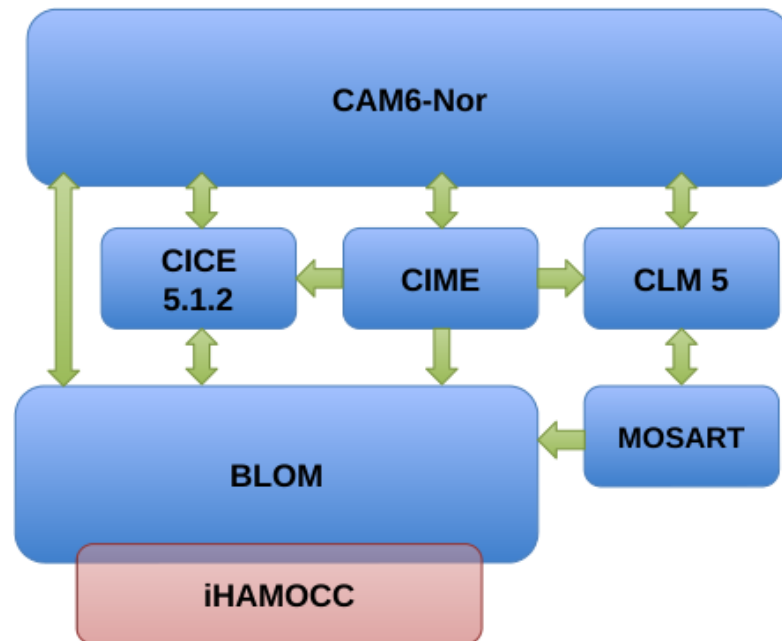 CAM6-Nor
CICE
5.1.2
CIME
CLM 5
MOSART
BLOM
iHAMOCC